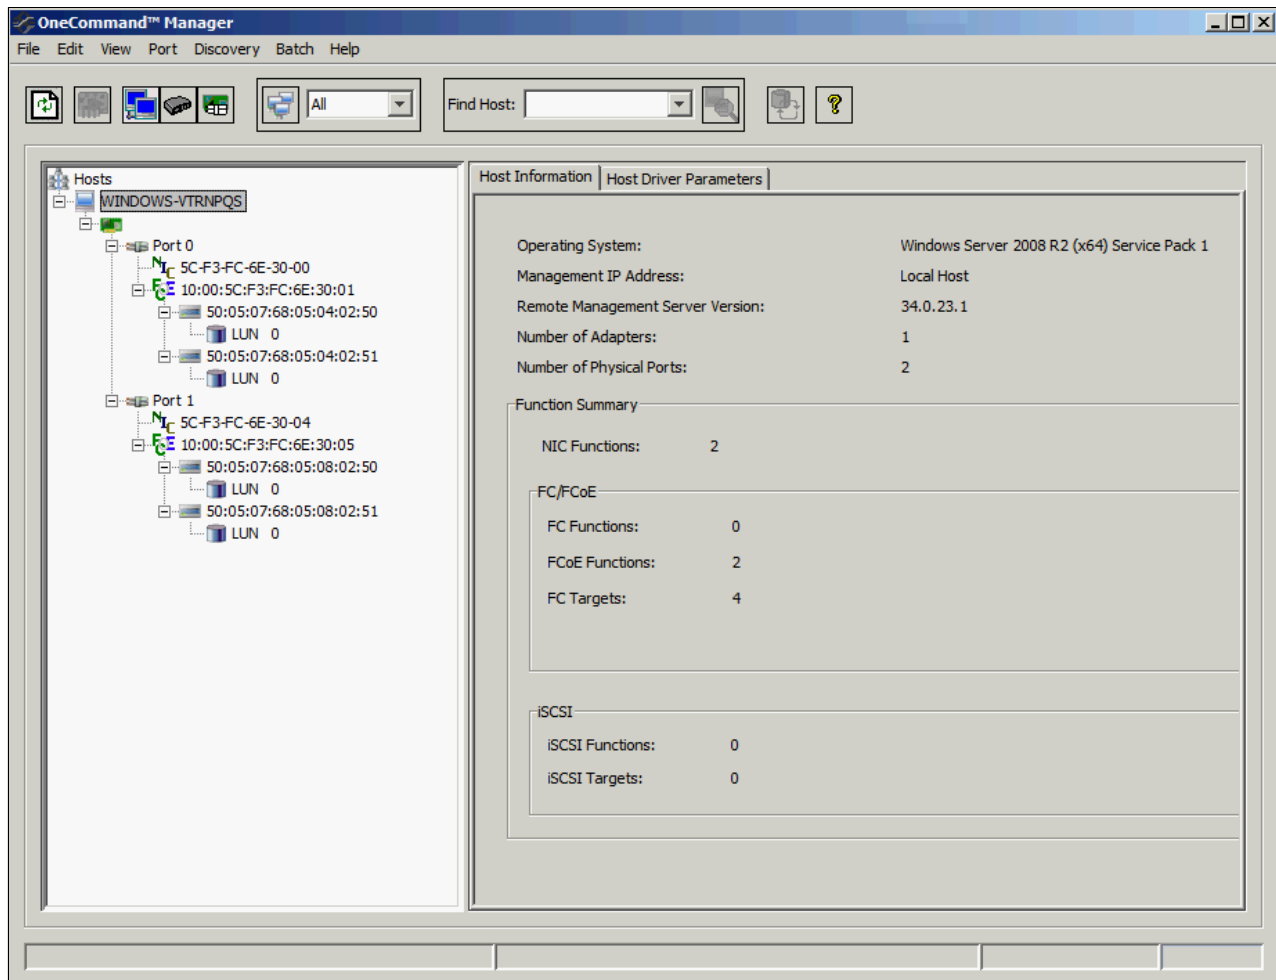 OneCommand™ Manager
File Edit View Port Discovery Batch Help
All
Find Host:
Hosts
WINDOWS-VTRNPQS
Port 0
NIC 5C-F3-FC-6E-30-00
FCoE 10:00:5C:F3:FC:6E:30:01
50:05:07:68:05:04:02:50
LUN 0
50:05:07:68:05:04:02:51
LUN 0
Port 1
NIC 5C-F3-FC-6E-30-04
FCoE 10:00:5C:F3:FC:6E:30:05
50:05:07:68:05:08:02:50
LUN 0
50:05:07:68:05:08:02:51
LUN 0
Host Information Host Driver Parameters
Operating System: Windows Server 2008 R2 (x64) Service Pack 1
Management IP Address: Local Host
Remote Management Server Version: 34.0.23.1
Number of Adapters: 1
Number of Physical Ports: 2
Function Summary
NIC Functions: 2
FC/FCoE
FC Functions: 0
FCoE Functions: 2
FC Targets: 4
iSCSI
iSCSI Functions: 0
iSCSI Targets: 0